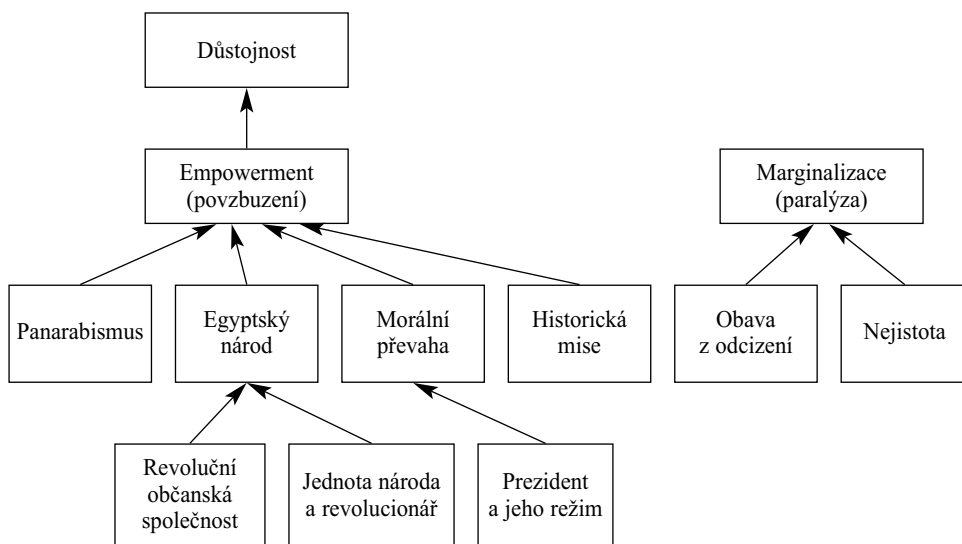 Důstojnost
Empowerment
(povzbuzení)
Marginalizace
(paralýza)
Panarabismus
Egyptský
národ
Morální
převaha
Historická
mise
Obava
z odcizení
Nejistota
Revoluční
občanská
společnost
Jednota národa
a revolucionář
Prezident
a jeho režim